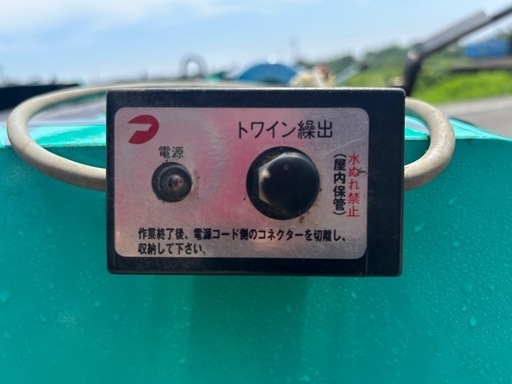 トワイン繰出
電源
水ぬれ禁止
(屋内保管)
作業終了後、電源コード側のコネクターを切離し、
収納して下さい。